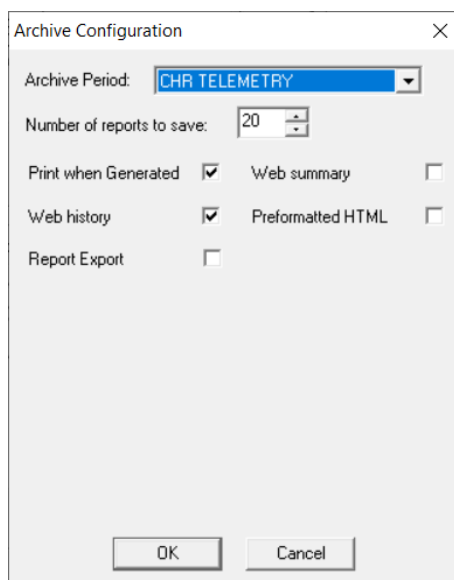 Archive Configuration
Archive Period: CHR TELEMETRY
Number of reports to save: 20
Print when Generated Web summary
Web history Preformatted HTML
Report Export
OK Cancel